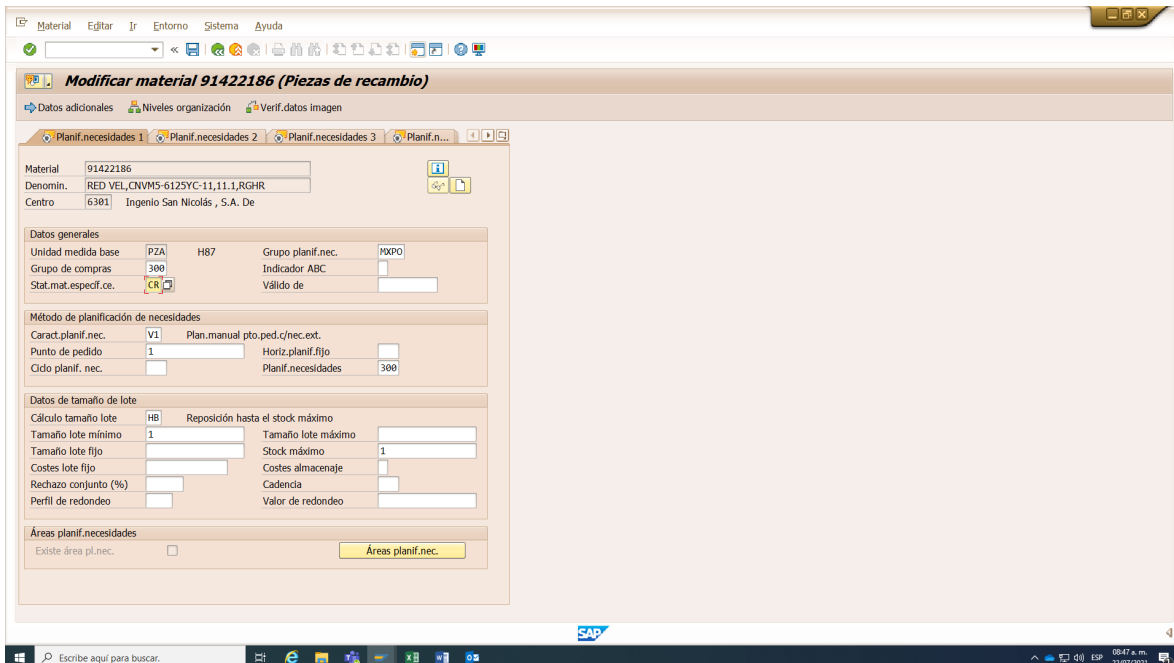 Material Editar Ir Entorno Sistema Ayuda
Modificar material 91422186 (Piezas de recambio)
Datos adicionales Niveles organización Verif.datos imagen
Planif.necesidades 1 Planif.necesidades 2 Planif.necesidades 3 Planif.n...
Material 91422186
Denomin. RED VEL,CNVM5-6125YC-11,11.1,RGHR
Centro 6301 Ingenio San Nicolás , S.A. De
Datos generales
Unidad medida base PZA H87 Grupo planif.nec. MXPO
Grupo de compras 300 Indicador ABC
Stat.mat.específ.ce. CR Válido de
Método de planificación de necesidades
Caract.planif.nec. V1 Plan.manual pto.ped.c/nec.ext.
Punto de pedido 1 Horiz.planif.fijo
Ciclo planif. nec. Planif.necesidades 300
Datos de tamaño de lote
Cálculo tamaño lote HB Reposición hasta el stock máximo
Tamaño lote mínimo 1 Tamaño lote máximo
Tamaño lote fijo Stock máximo 1
Costes lote fijo Costes almacenaje
Rechazo conjunto (%) Cadencia
Perfil de redondeo Valor de redondeo
Áreas planif.necesidades
Existe área pl.nec. Áreas planif.nec.
SAP
Escribe aquí para buscar. ESP 08:47 a. m.
22/07/2021